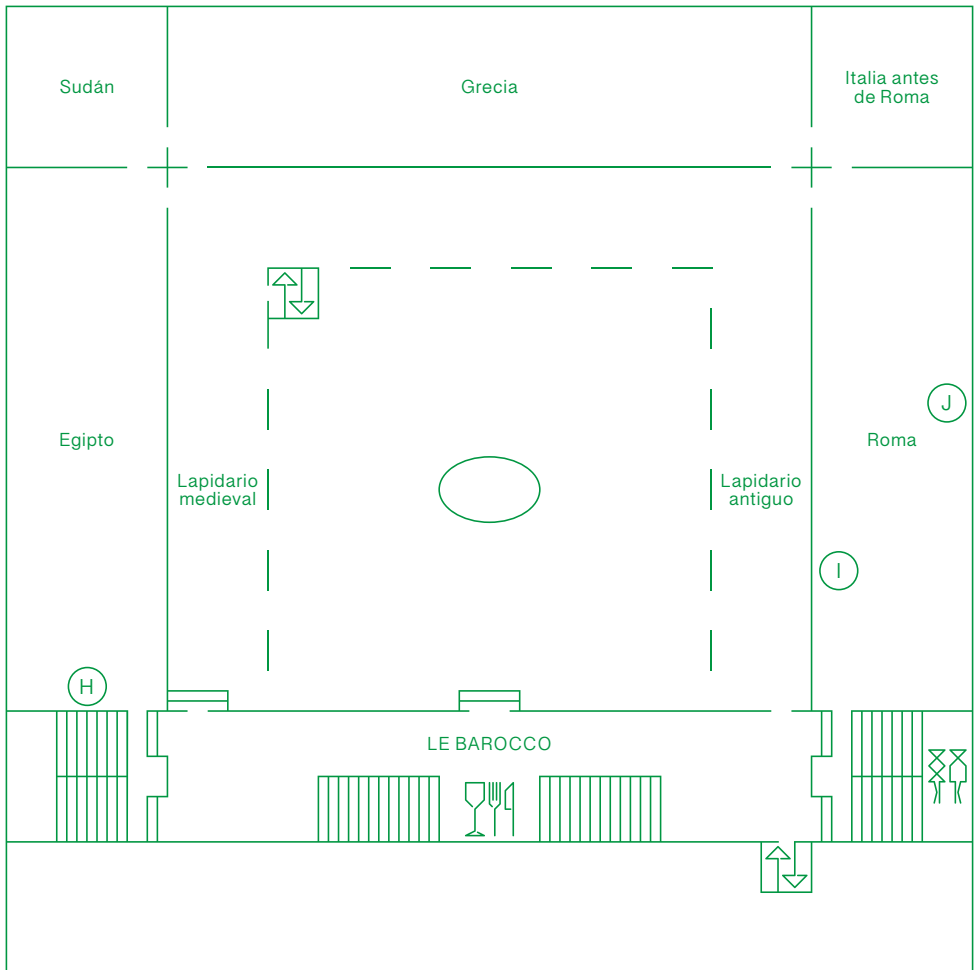 Sudán
Grecia
Italia antes
de Roma
J
Egipto
Roma
Lapidario
medieval
Lapidario
antiguo
I
H
LE BAROCCO